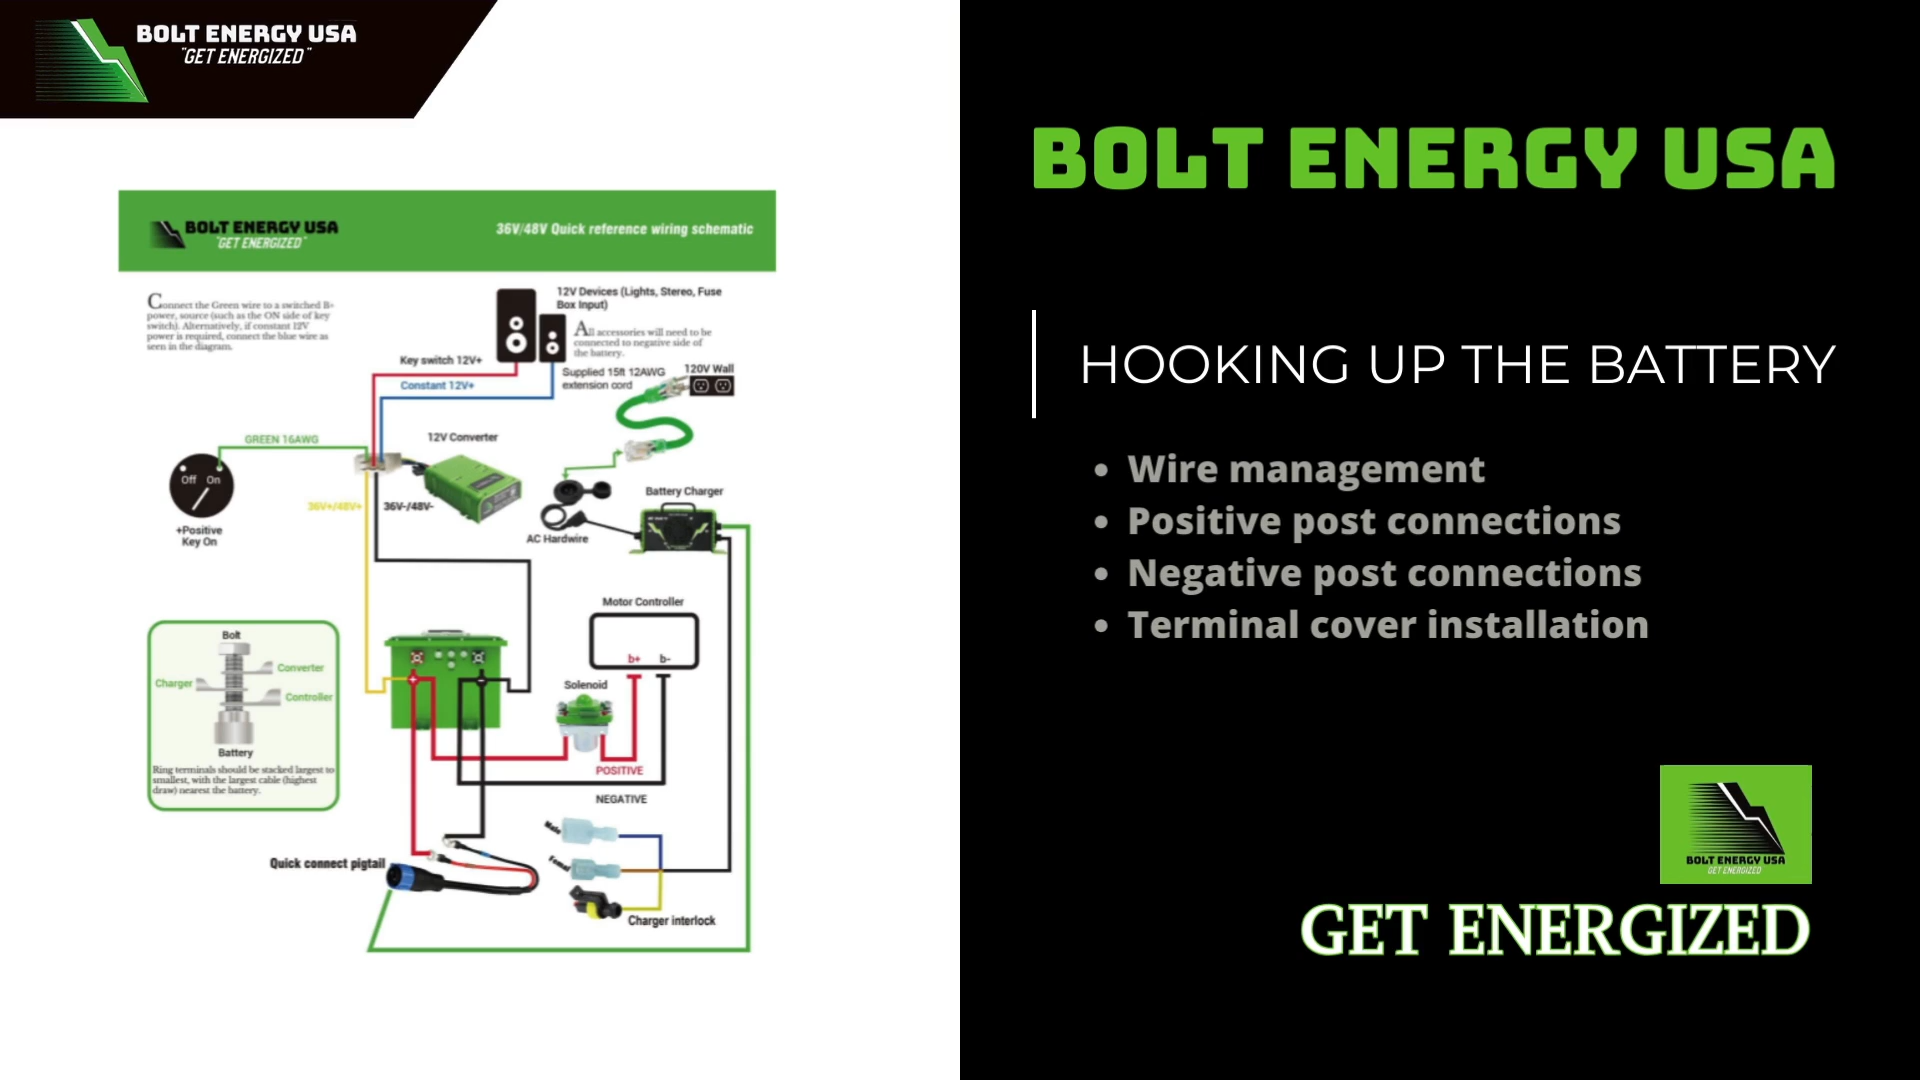 BOLT ENERGY USA
"GET ENERGIZED"
BOLT ENERGY USA
"GET ENERGIZED"
36V/48V Quick reference wiring schematic
Connect the Green wire to a switched B+
power, source (such as the ON side of key
switch). Alternatively, if constant 12V
power is required, connect the blue wire as
seen in the diagram.
12V Devices (Lights, Stereo, Fuse
Box Input)
All accessories will need to be
connected to negative side of
the battery.
Key switch 12V+
Constant 12V+
Supplied 15ft 12AWG
extension cord
120V Wall
GREEN 16AWG
12V Converter
Off On
+Positive
Key On
36V+/48V+
36V-/48V-
Battery Charger
AC Hardwire
Motor Controller
b+ b-
Solenoid
+
-
POSITIVE
NEGATIVE
Bolt
Converter
Charger
Controller
Battery
Ring terminals should be stacked largest to
smallest, with the largest cable (highest
draw) nearest the battery.
Male
Femal
Quick connect pigtail
Charger interlock
BOLT ENERGY USA
HOOKING UP THE BATTERY
• Wire management
• Positive post connections
• Negative post connections
• Terminal cover installation
BOLT ENERGY USA
GET ENERGIZED
GET ENERGIZED